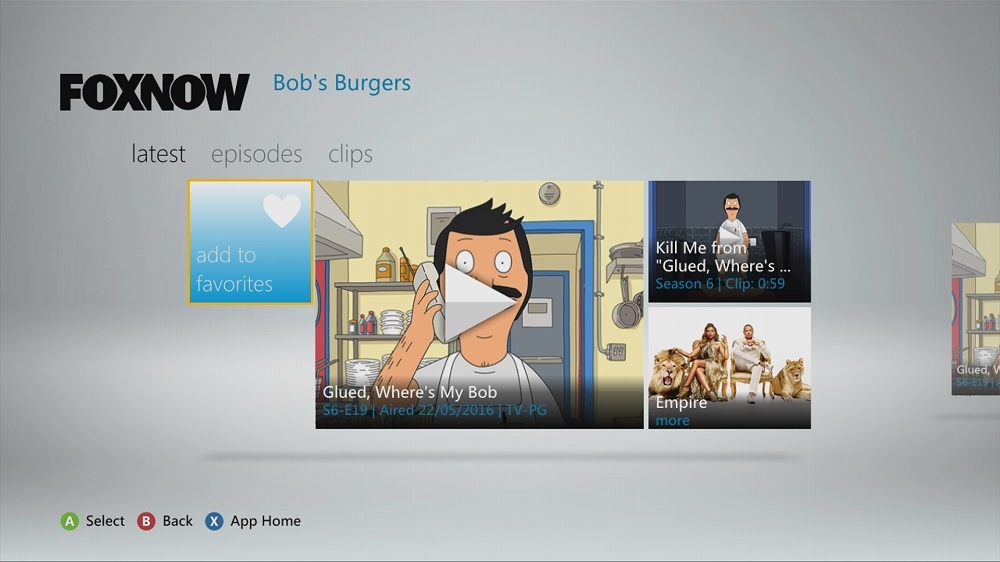 FOXNOW
Bob's Burgers
latest episodes clips
add to
favorites
Glued, Where's My Bob
S6-E19 | Aired 22/05/2016 | TV-PG
Kill Me from
"Glued, Where's ...
Season 6 | Clip: 0:59
Empire
more
Glued, W
S6-E19 |
A Select B Back X App Home